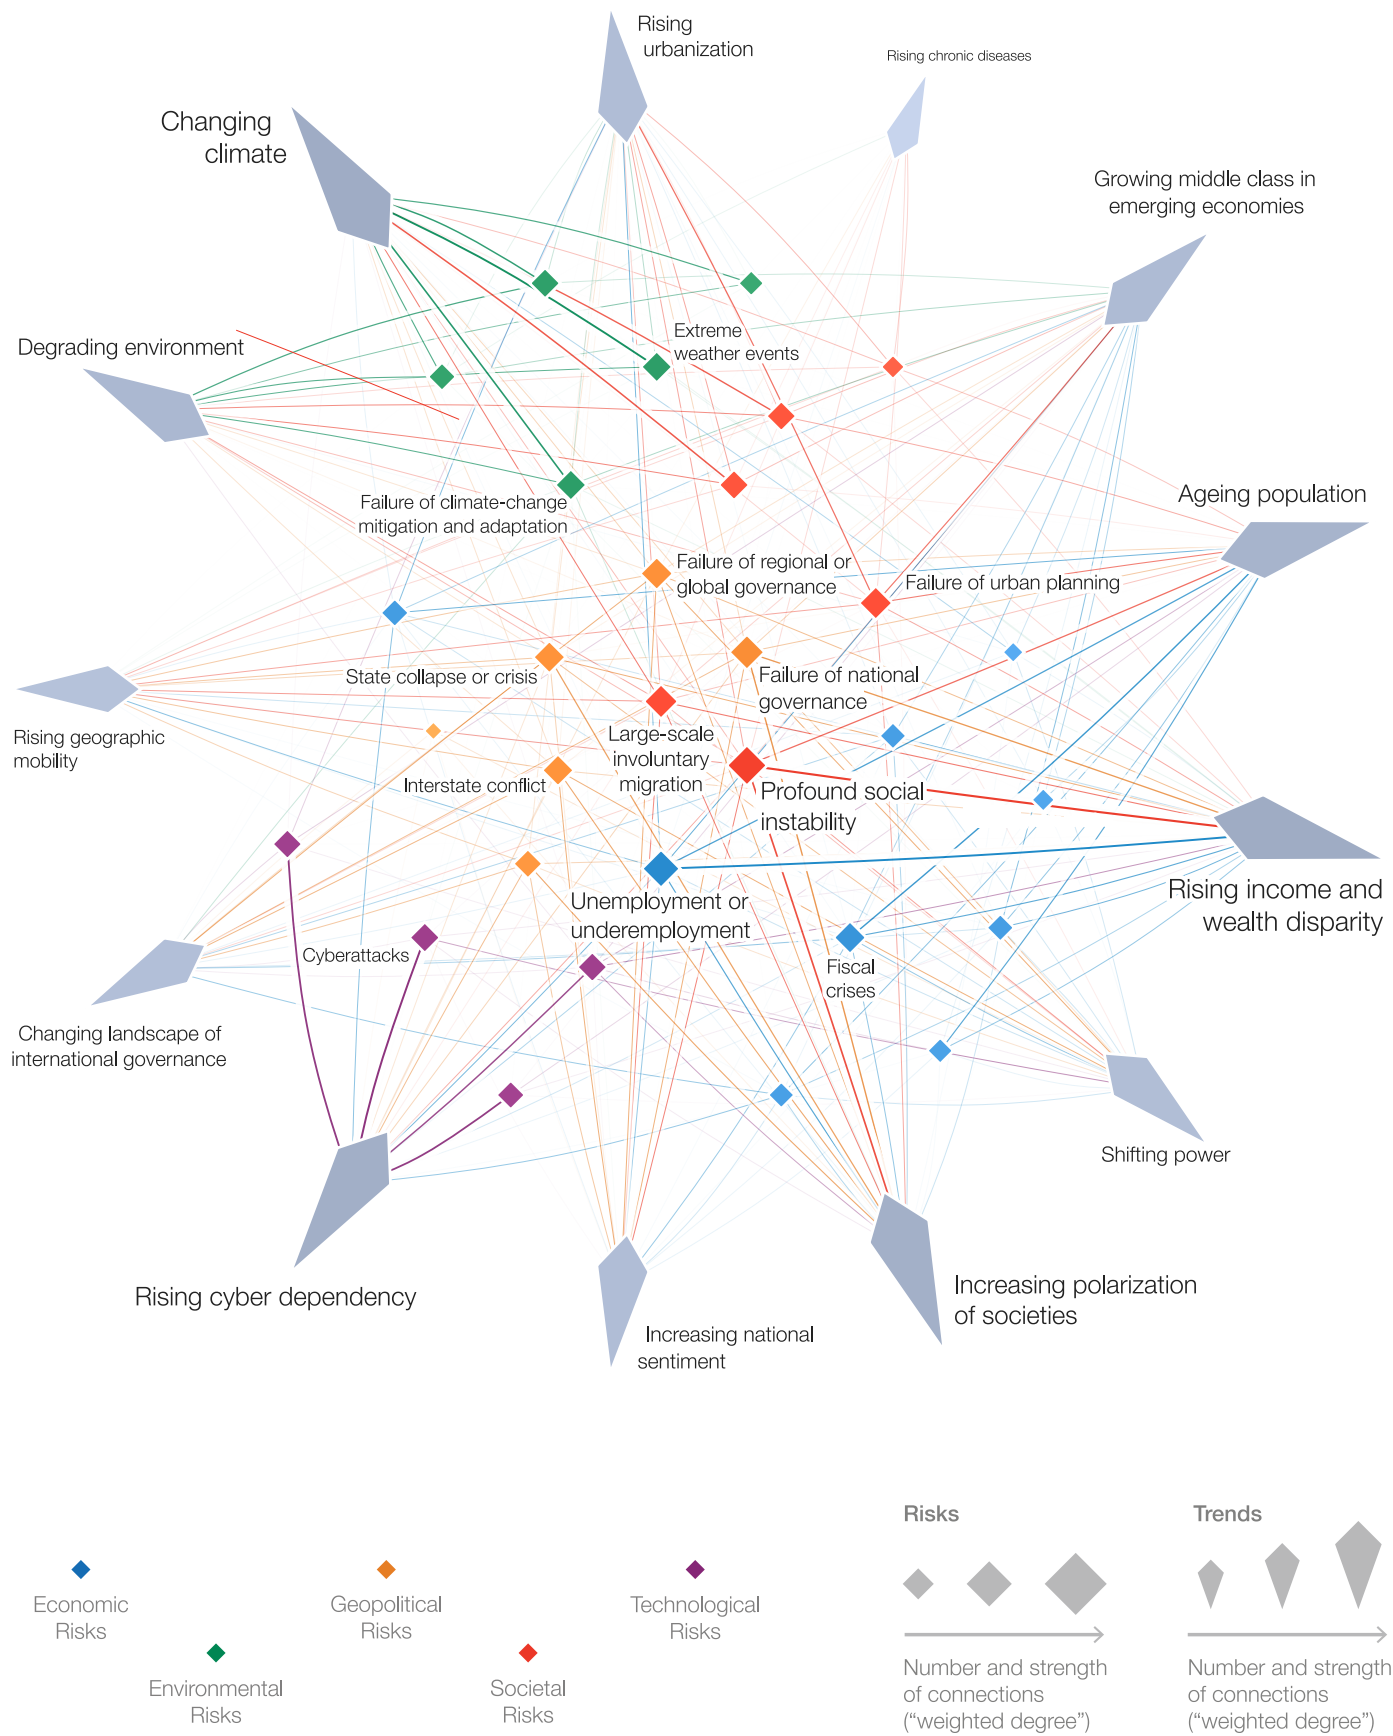 Rising
urbanization
Rising chronic diseases
Changing
climate
Growing middle class in
emerging economies
Degrading environment
Extreme
weather events
Ageing population
Failure of climate-change
mitigation and adaptation
Failure of regional or
global governance
Failure of urban planning
State collapse or crisis
Failure of national
governance
Rising geographic
mobility
Large-scale
involuntary
migration
Interstate conflict
Profound social
instability
Rising income and
wealth disparity
Unemployment or
underemployment
Cyberattacks
Fiscal
crises
Changing landscape of
international governance
Shifting power
Rising cyber dependency
Increasing polarization
of societies
Increasing national
sentiment
Risks
Trends
Economic
Risks
Geopolitical
Risks
Technological
Risks
Environmental
Risks
Societal
Risks
Number and strength
of connections
("weighted degree")
Number and strength
of connections
("weighted degree")